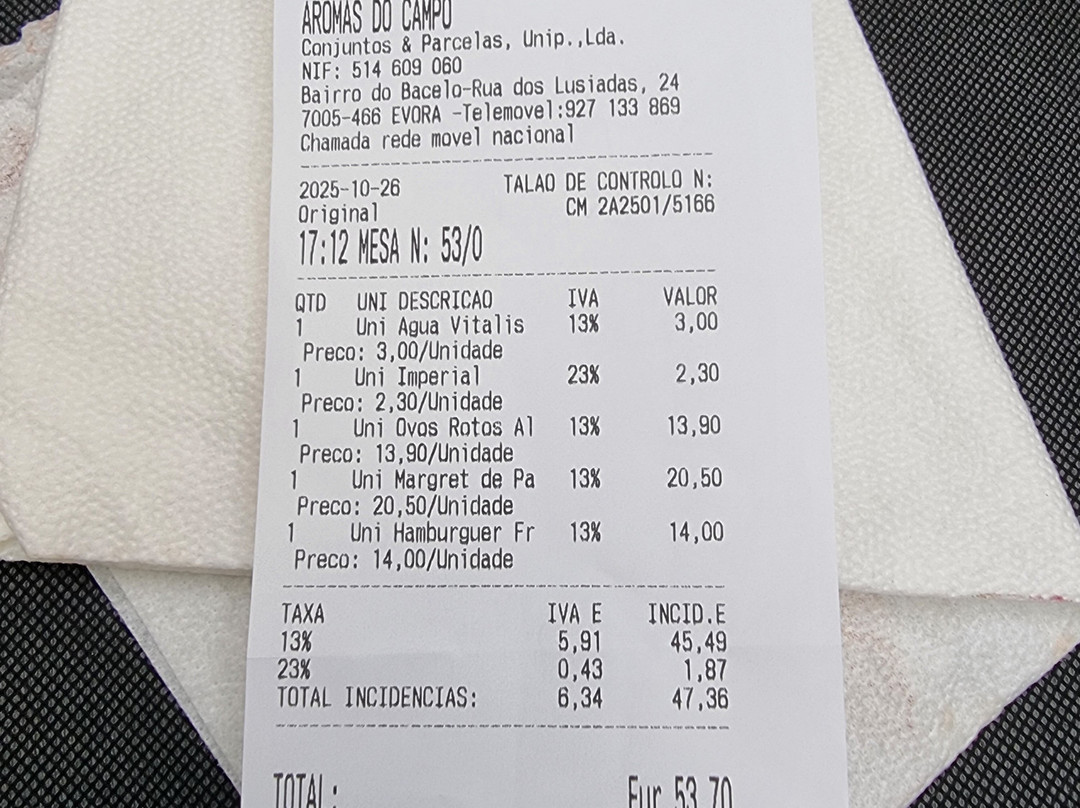 AROMAS DO CAMPO
Conjuntos & Parcelas, Unip.,Lda.
NIF: 514 609 060
Bairro do Bacelo-Rua dos Lusiadas, 24
7005-466 EVORA -Telemovel:927 133 869
Chamada rede movel nacional
2025-10-26 TALAO DE CONTROLO N:
Original CM 2A2501/5166
17:12 MESA N: 53/0
QTD UNI DESCRICAO IVA VALOR
1 Uni Agua Vitalis 13% 3,00
Preco: 3,00/Unidade
1 Uni Imperial 23% 2,30
Preco: 2,30/Unidade
1 Uni Ovos Rotos Al 13% 13,90
Preco: 13,90/Unidade
1 Uni Margret de Pa 13% 20,50
Preco: 20,50/Unidade
1 Uni Hamburguer Fr 13% 14,00
Preco: 14,00/Unidade
TAXA IVA E INCID.E
13% 5,91 45,49
23% 0,43 1,87
TOTAL INCIDENCIAS: 6,34 47,36
TOTAL: Eur 53,70